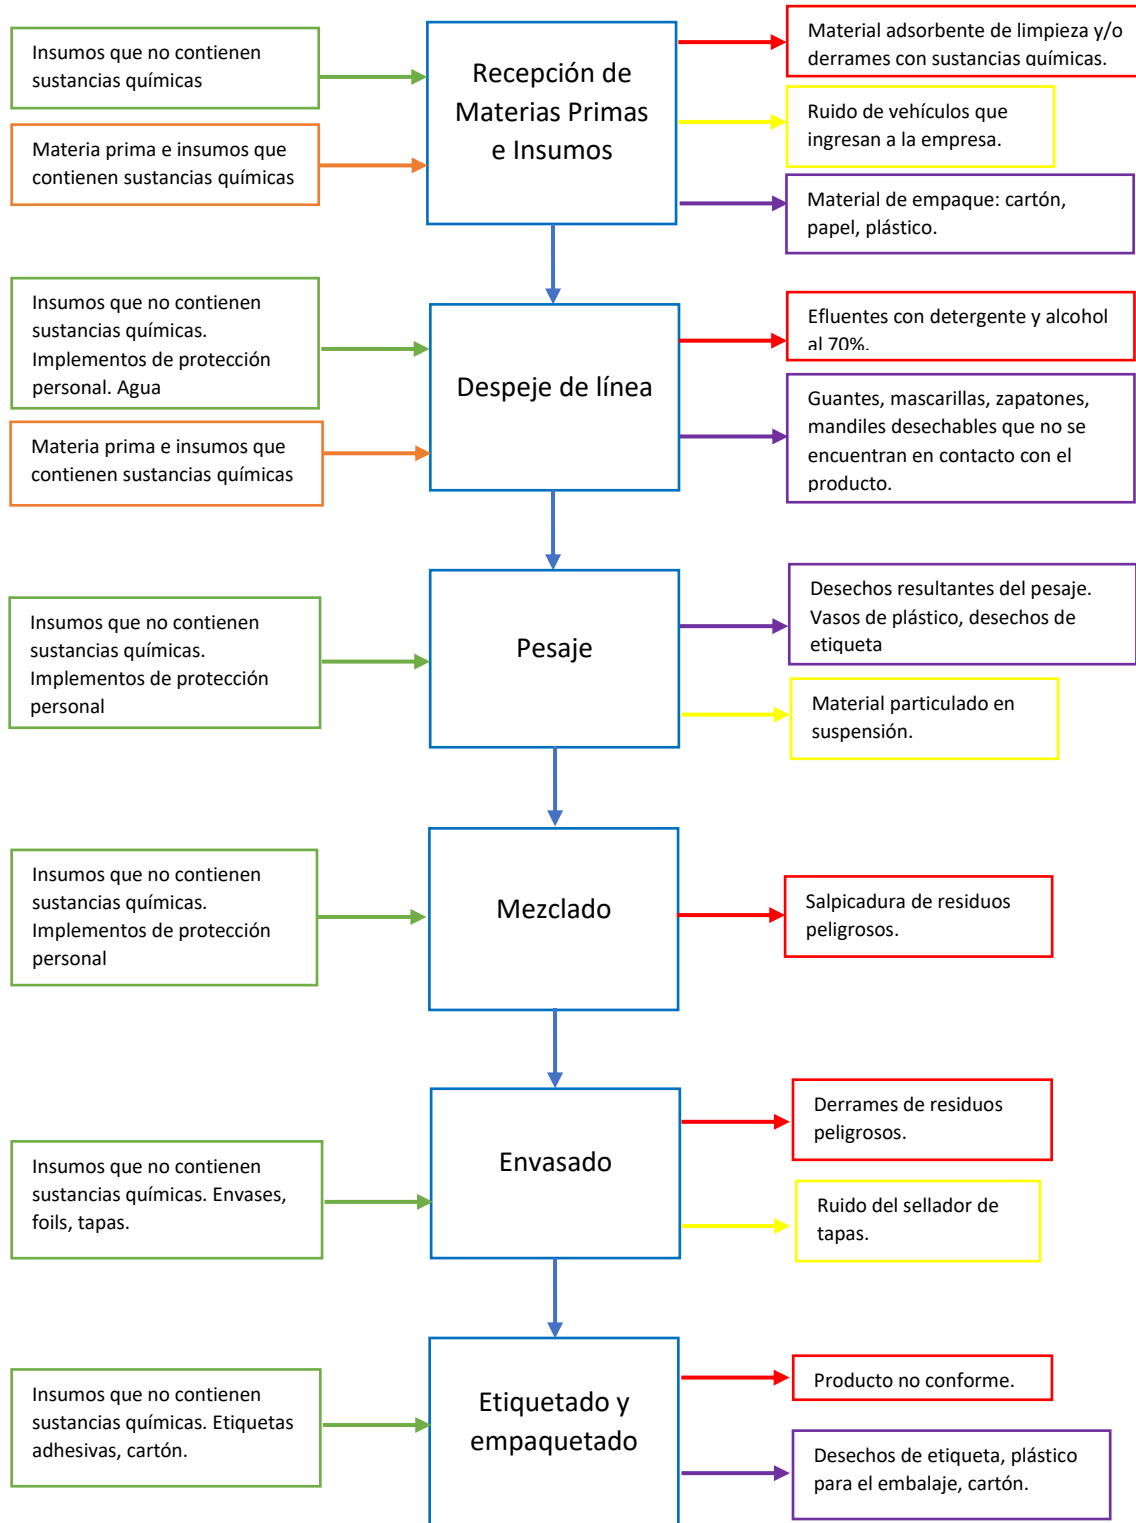 Insumos que no contienen
sustancias químicas
Materia prima e insumos que
contienen sustancias químicas
Recepción de
Materias Primas
e Insumos
Material adsorbente de limpieza y/o
derrames con sustancias químicas.
Ruido de vehículos que
ingresan a la empresa.
Material de empaque: cartón,
papel, plástico.
Insumos que no contienen
sustancias químicas.
Implementos de protección
personal. Agua
Materia prima e insumos que
contienen sustancias químicas
Despeje de línea
Efluentes con detergente y alcohol
al 70%.
Guantes, mascarillas, zapatones,
mandiles desechables que no se
encuentran en contacto con el
producto.
Insumos que no contienen
sustancias químicas.
Implementos de protección
personal
Pesaje
Desechos resultantes del pesaje.
Vasos de plástico, desechos de
etiqueta
Material particulado en
suspensión.
Insumos que no contienen
sustancias químicas.
Implementos de protección
personal
Mezclado
Salpicadura de residuos
peligrosos.
Insumos que no contienen
sustancias químicas. Envases,
foils, tapas.
Envasado
Derrames de residuos
peligrosos.
Ruido del sellador de
tapas.
Insumos que no contienen
sustancias químicas. Etiquetas
adhesivas, cartón.
Etiquetado y
empaquetado
Producto no conforme.
Desechos de etiqueta, plástico
para el embalaje, cartón.